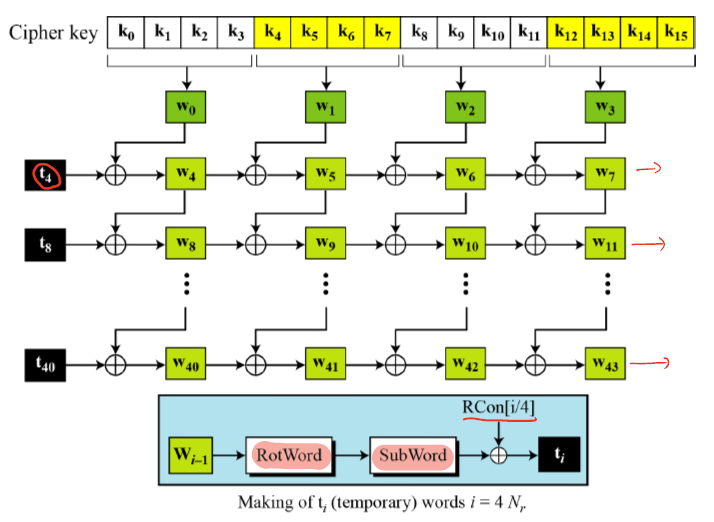 Cipher key k0 k1 k2 k3 k4 k5 k6 k7 k8 k9 k10 k11 k12 k13 k14 k15
w0 w1 w2 w3
t4 w4 w5 w6 w7
t8 w8 w9 w10 w11
t40 w40 w41 w42 w43
RCon[i/4]
Wi–1 RotWord SubWord ti
Making of ti (temporary) words i = 4 Nr